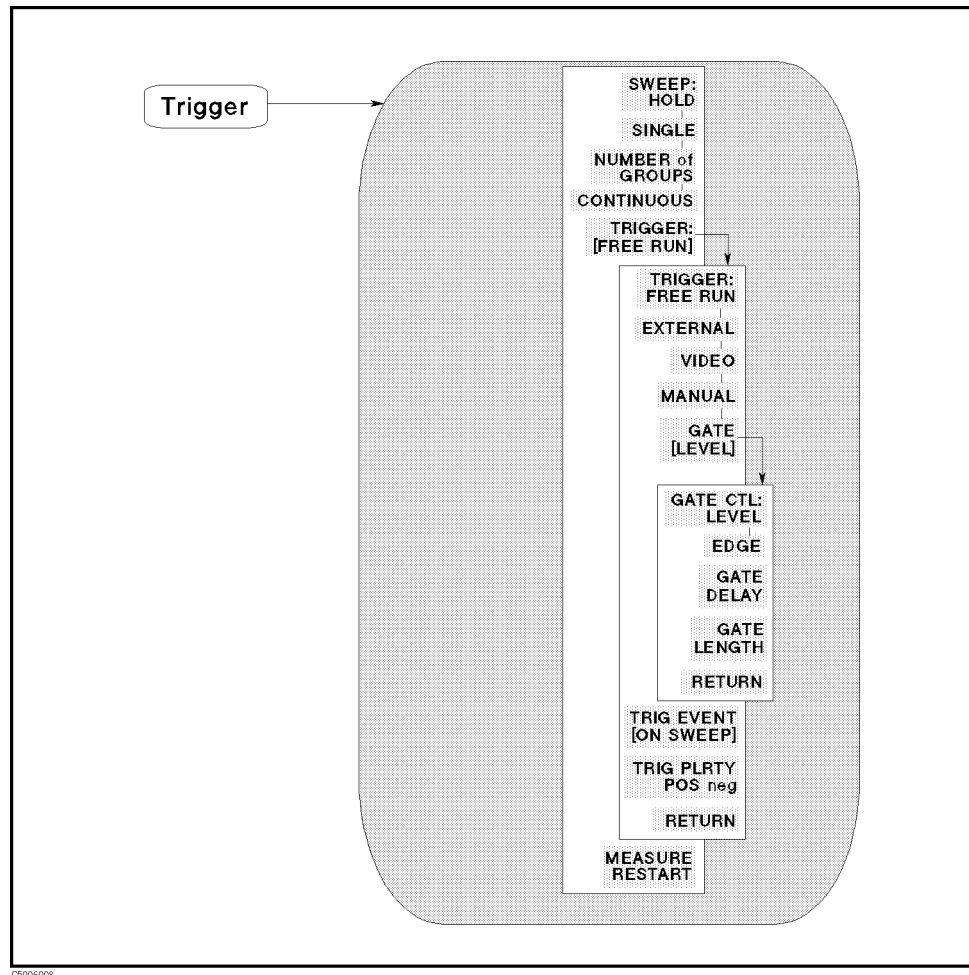 Trigger
SWEEP:
HOLD
SINGLE
NUMBER of
GROUPS
CONTINUOUS
TRIGGER:
[FREE RUN]
TRIGGER:
FREE RUN
EXTERNAL
VIDEO
MANUAL
GATE
[LEVEL]
GATE CTL:
LEVEL
EDGE
GATE
DELAY
GATE
LENGTH
RETURN
TRIG EVENT
[ON SWEEP]
TRIG PLRTY
POS neg
RETURN
MEASURE
RESTART